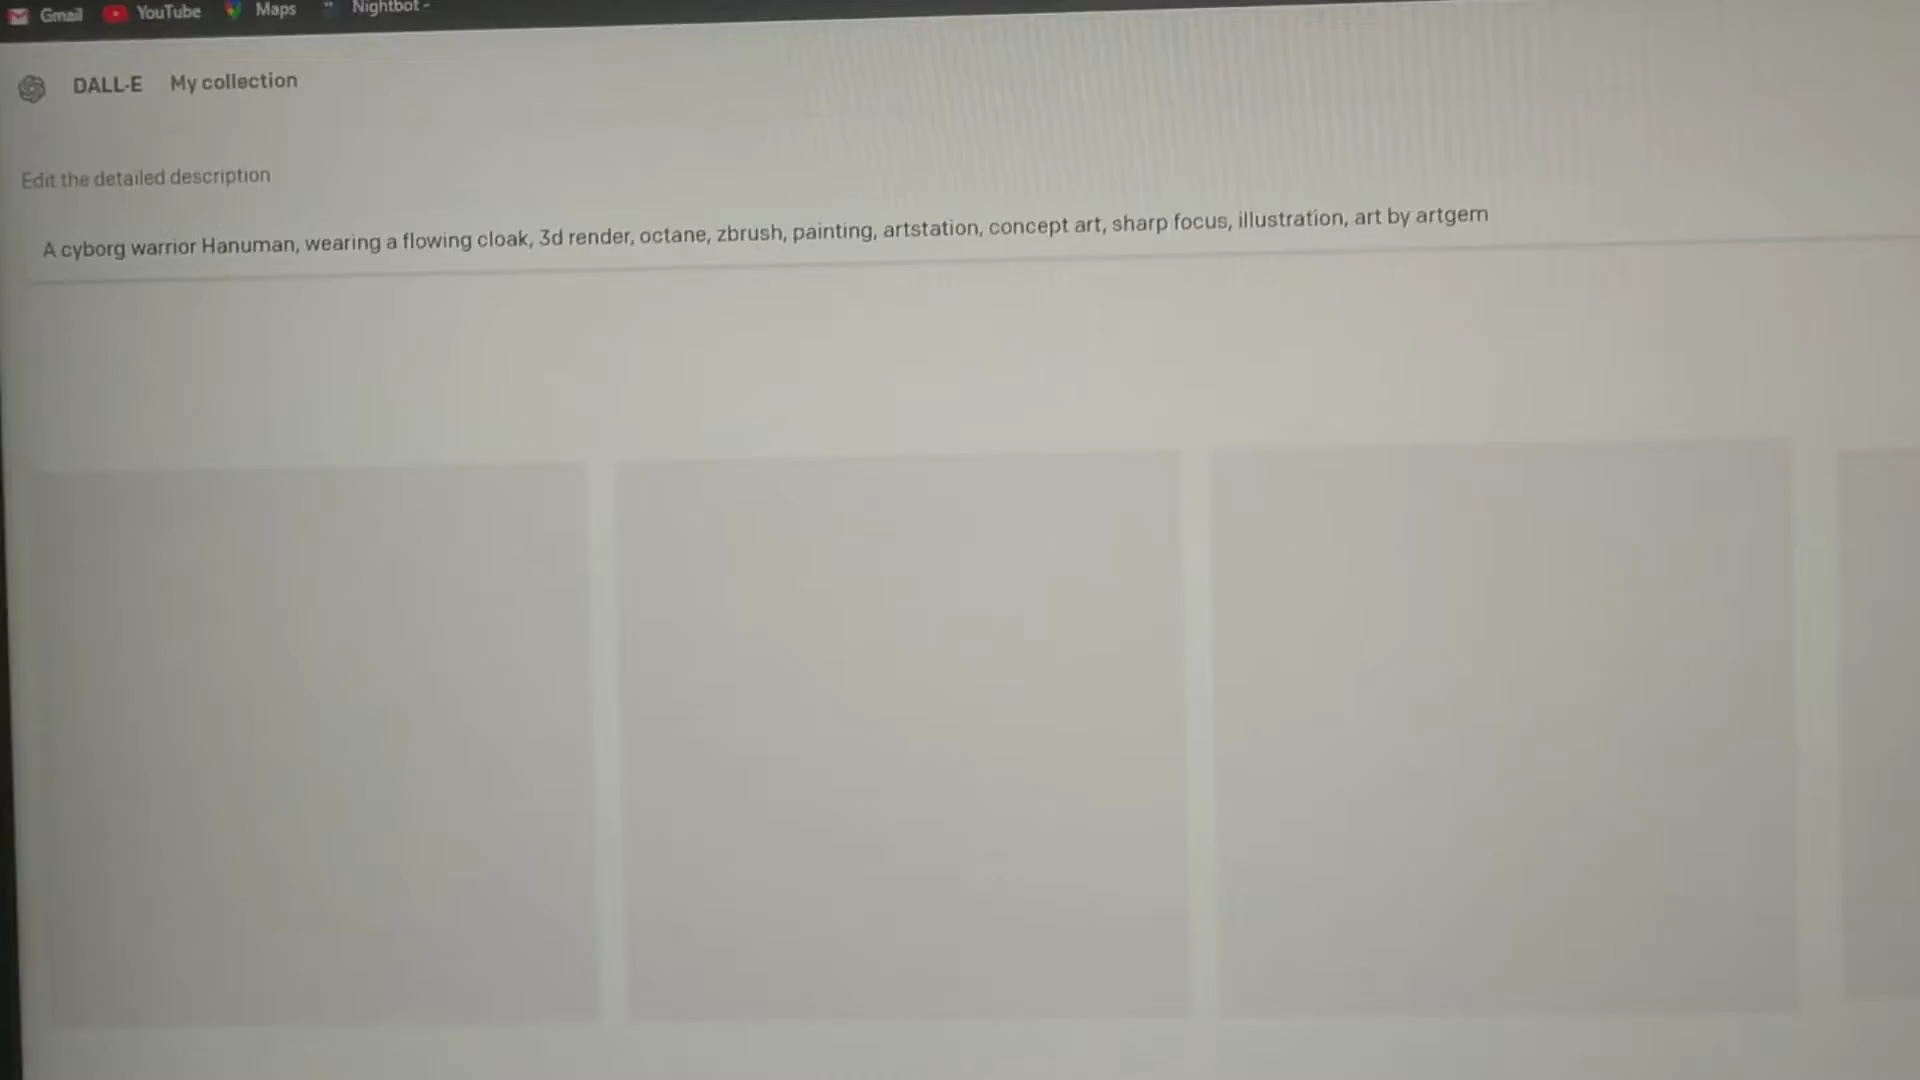 Gmail YouTube Maps Nightbot -
DALL·E My collection
Edit the detailed description
A cyborg warrior Hanuman, wearing a flowing cloak, 3d render, octane, zbrush, painting, artstation, concept art, sharp focus, illustration, art by artgem